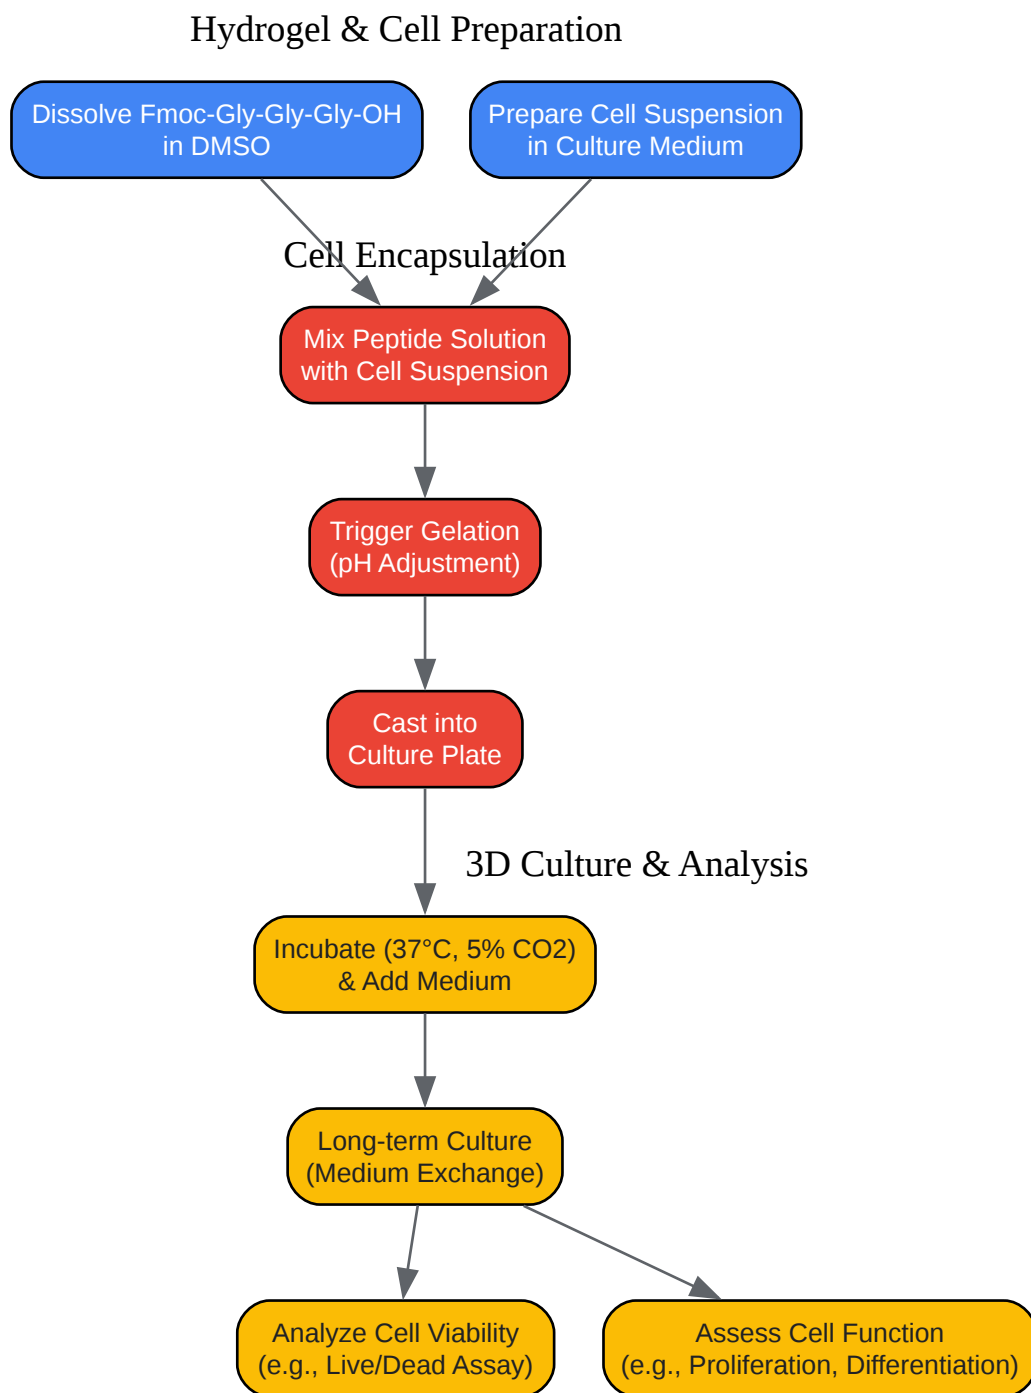 Hydrogel & Cell Preparation
Dissolve Fmoc-Gly-Gly-Gly-OH
in DMSO
Prepare Cell Suspension
in Culture Medium
Cell Encapsulation
Mix Peptide Solution
with Cell Suspension
Trigger Gelation
(pH Adjustment)
Cast into
Culture Plate
3D Culture & Analysis
Incubate (37°C, 5% CO2)
& Add Medium
Long-term Culture
(Medium Exchange)
Analyze Cell Viability
(e.g., Live/Dead Assay)
Assess Cell Function
(e.g., Proliferation, Differentiation)